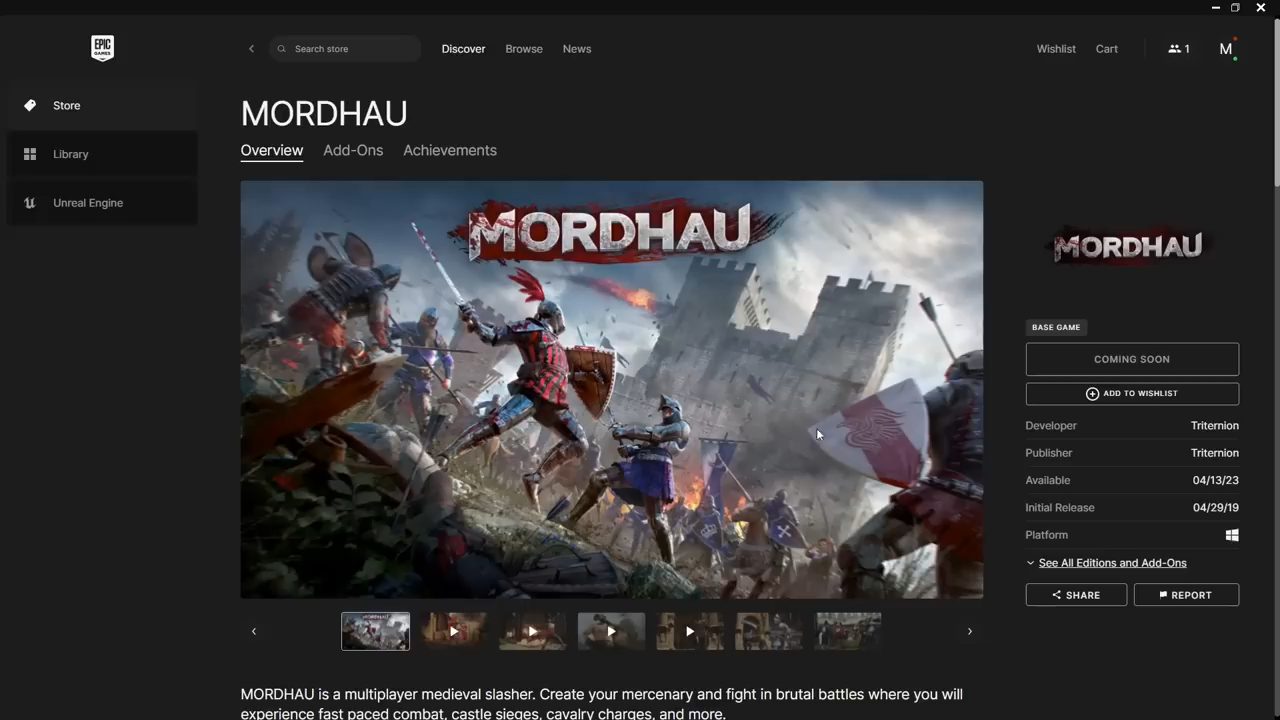 EPIC
GAMES
Search store
Discover
Browse
News
Wishlist
Cart
1
M
Store
Library
Unreal Engine
MORDHAU
Overview
Add-Ons
Achievements
MORDHAU
MORDHAU
BASE GAME
COMING SOON
ADD TO WISHLIST
Developer Triternion
Publisher Triternion
Available 04/13/23
Initial Release 04/29/19
Platform
See All Editions and Add-Ons
SHARE
REPORT
MORDHAU is a multiplayer medieval slasher. Create your mercenary and fight in brutal battles where you will
experience fast paced combat, castle sieges, cavalry charges, and more.